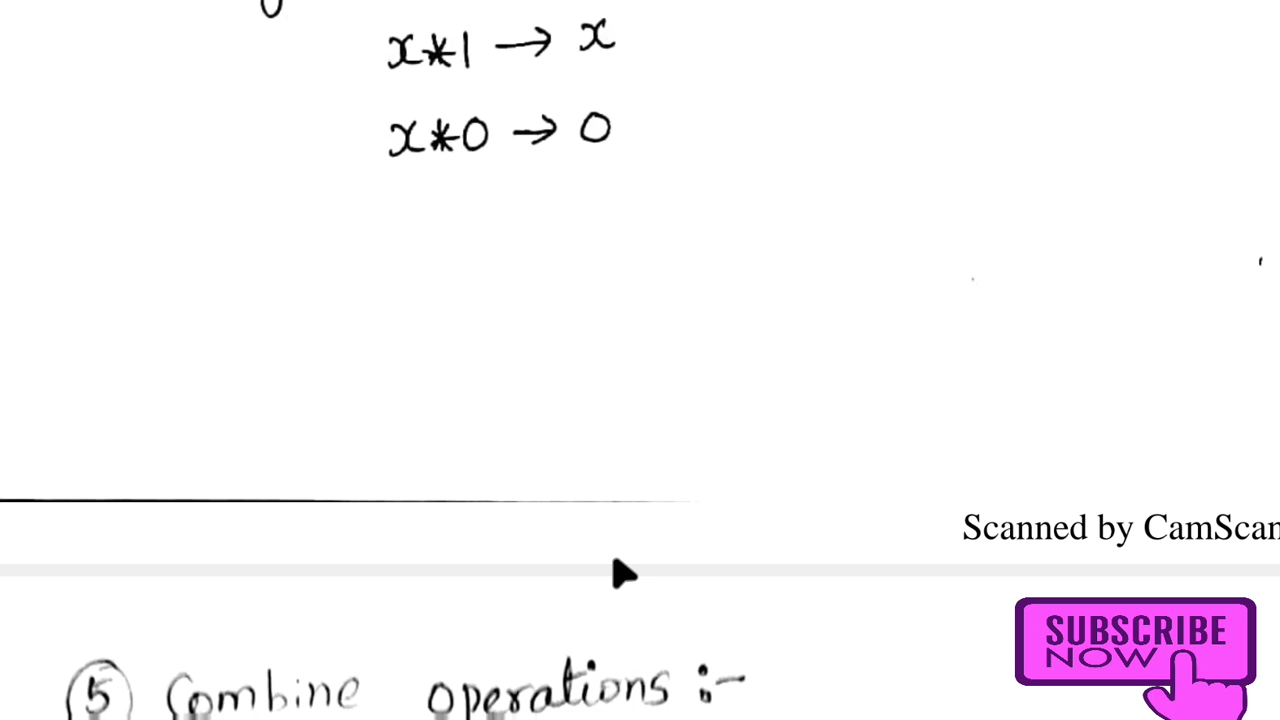 x*1 → x
x*0 → 0
Scanned by CamScan
SUBSCRIBE
NOW
5 Combine operations :-